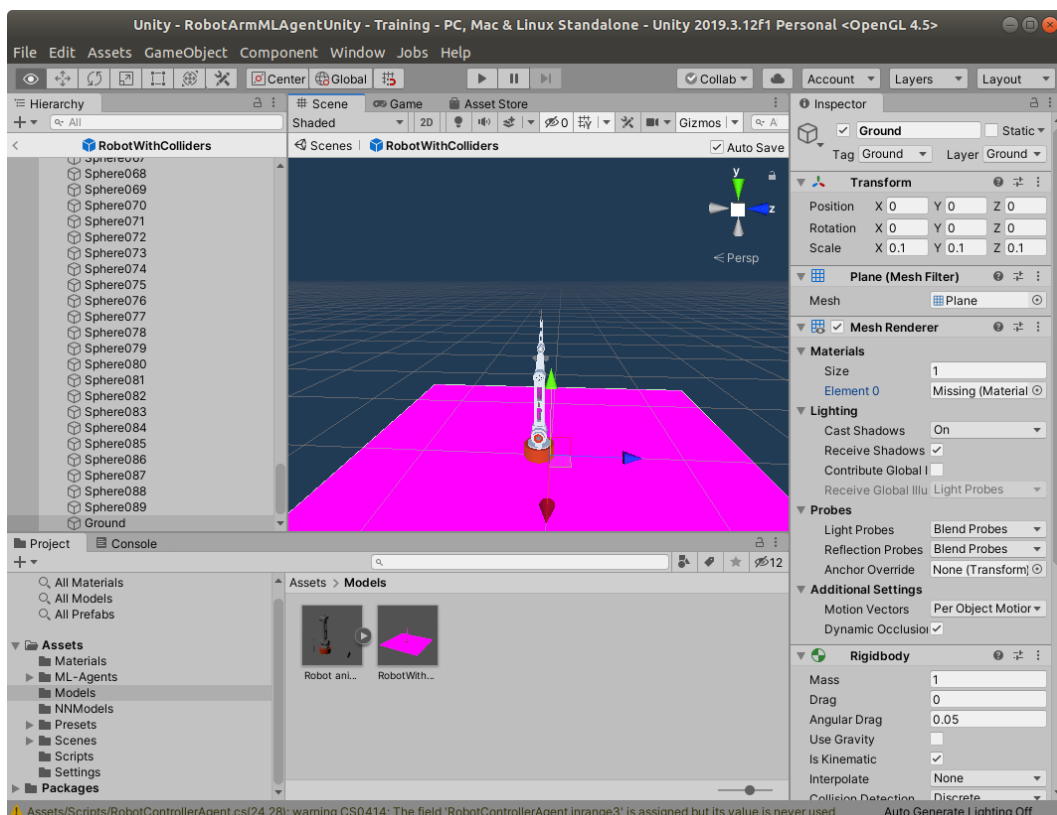 Unity - RobotArmMLAgentUnity - Training - PC, Mac & Linux Standalone - Unity 2019.3.12f1 Personal <OpenGL 4.5>
File Edit Assets GameObject Component Window Jobs Help
Center Global Collab Account Layers Layout
Hierarchy
All
RobotWithColliders
Sphere067
Sphere068
Sphere069
Sphere070
Sphere071
Sphere072
Sphere073
Sphere074
Sphere075
Sphere076
Sphere077
Sphere078
Sphere079
Sphere080
Sphere081
Sphere082
Sphere083
Sphere084
Sphere085
Sphere086
Sphere087
Sphere088
Sphere089
Ground
Scene Game Asset Store
Shaded 2D 0 Gizmos A
Scenes RobotWithColliders Auto Save
y
z
Persp
Inspector
Ground Static
Tag Ground Layer Ground
Transform
Position X 0 Y 0 Z 0
Rotation X 0 Y 0 Z 0
Scale X 0.1 Y 0.1 Z 0.1
Plane (Mesh Filter)
Mesh Plane
Mesh Renderer
Materials
Size 1
Element 0 Missing (Material
Lighting
Cast Shadows On
Receive Shadows
Contribute Global I
Receive Global Illu Light Probes
Probes
Light Probes Blend Probes
Reflection Probes Blend Probes
Anchor Override None (Transform)
Additional Settings
Motion Vectors Per Object Motior
Dynamic Occlusion
Rigidbody
Mass 1
Drag 0
Angular Drag 0.05
Use Gravity
Is Kinematic
Interpolate None
Collision Detection Discrete
Project Console
12
All Materials
All Models
All Prefabs
Assets
Materials
ML-Agents
Models
NNModels
Presets
Scenes
Scripts
Settings
Packages
Assets > Models
Robot ani... RobotWith...
Assets/Scripts/RobotControllerAgent.cs(24,28): warning CS0414: The field 'RobotControllerAgent.inrange3' is assigned but its value is never used
Auto Generate Lighting Off